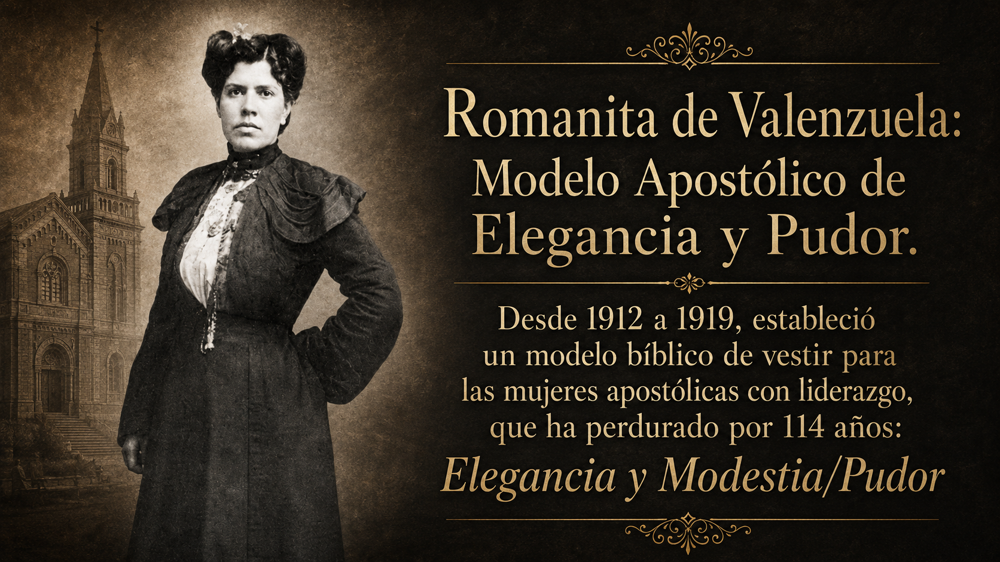 Romanita de Valenzuela:
Modelo Apostólico de
Elegancia y Pudor.
Desde 1912 a 1919, estableció
un modelo bíblico de vestir para
las mujeres apostólicas con liderazgo,
que ha perdurado por 114 años:
Elegancia y Modestia/Pudor